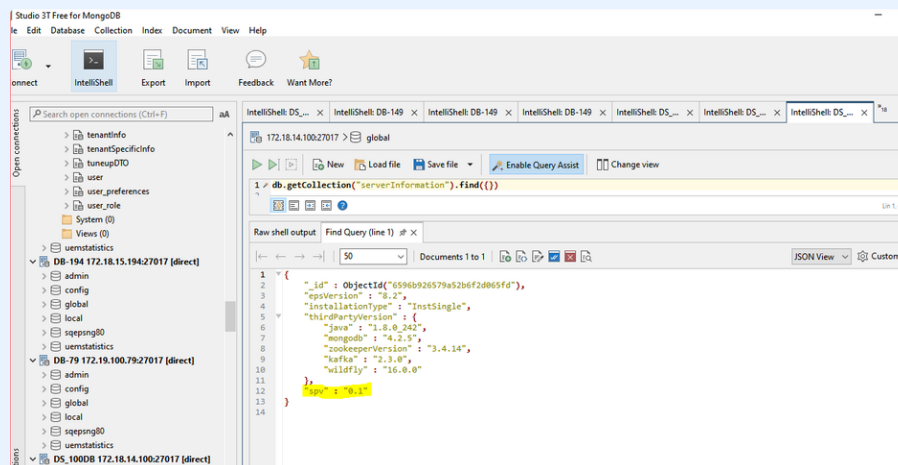 Studio 3T Free for MongoDB
le Edit Database Collection Index Document View Help
onnect IntelliShell Export Import Feedback Want More?
Open connections
Search open connections (Ctrl+F) aA
tenantInfo
tenantSpecificInfo
tuneupDTO
user
user_preferences
user_role
System (0)
Views (0)
uemstatistics
DB-194 172.18.15.194:27017 [direct]
admin
config
global
local
sqepsng80
uemstatistics
DB-79 172.19.100.79:27017 [direct]
admin
config
global
local
sqepsng80
uemstatistics
DS_100DB 172.18.14.100:27017 [direct]
IntelliShell: DS_... IntelliShell: DB-149 IntelliShell: DB-149 IntelliShell: DB-149 IntelliShell: DS_... IntelliShell: DS_... IntelliShell: DS_... »18
172.18.14.100:27017 > global
New Load file Save file Enable Query Assist Change view
1 db.getCollection("serverInformation").find({})
2
Lin 1,
Raw shell output Find Query (line 1)
50 Documents 1 to 1 JSON View Custom
1 {
2 "_id" : ObjectId("6596b926579a52b6f2d065fd"),
3 "epsVersion" : "8.2",
4 "installationType" : "InstSingle",
5 "thirdPartyVersion" : {
6 "java" : "1.8.0_242",
7 "mongodb" : "4.2.5",
8 "zookeeperVersion" : "3.4.14",
9 "kafka" : "2.3.0",
10 "wildfly" : "16.0.0"
11 },
12 "spv" : "0.1"
13 }
14